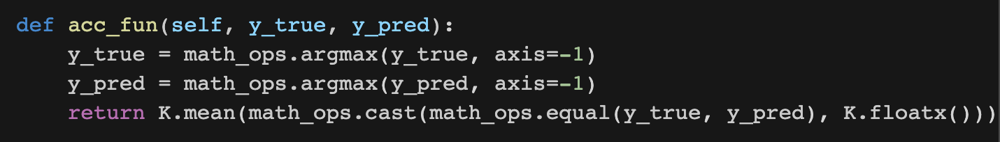 def acc_fun(self, y_true, y_pred):
    y_true = math_ops.argmax(y_true, axis=-1)
    y_pred = math_ops.argmax(y_pred, axis=-1)
    return K.mean(math_ops.cast(math_ops.equal(y_true, y_pred), K.floatx()))